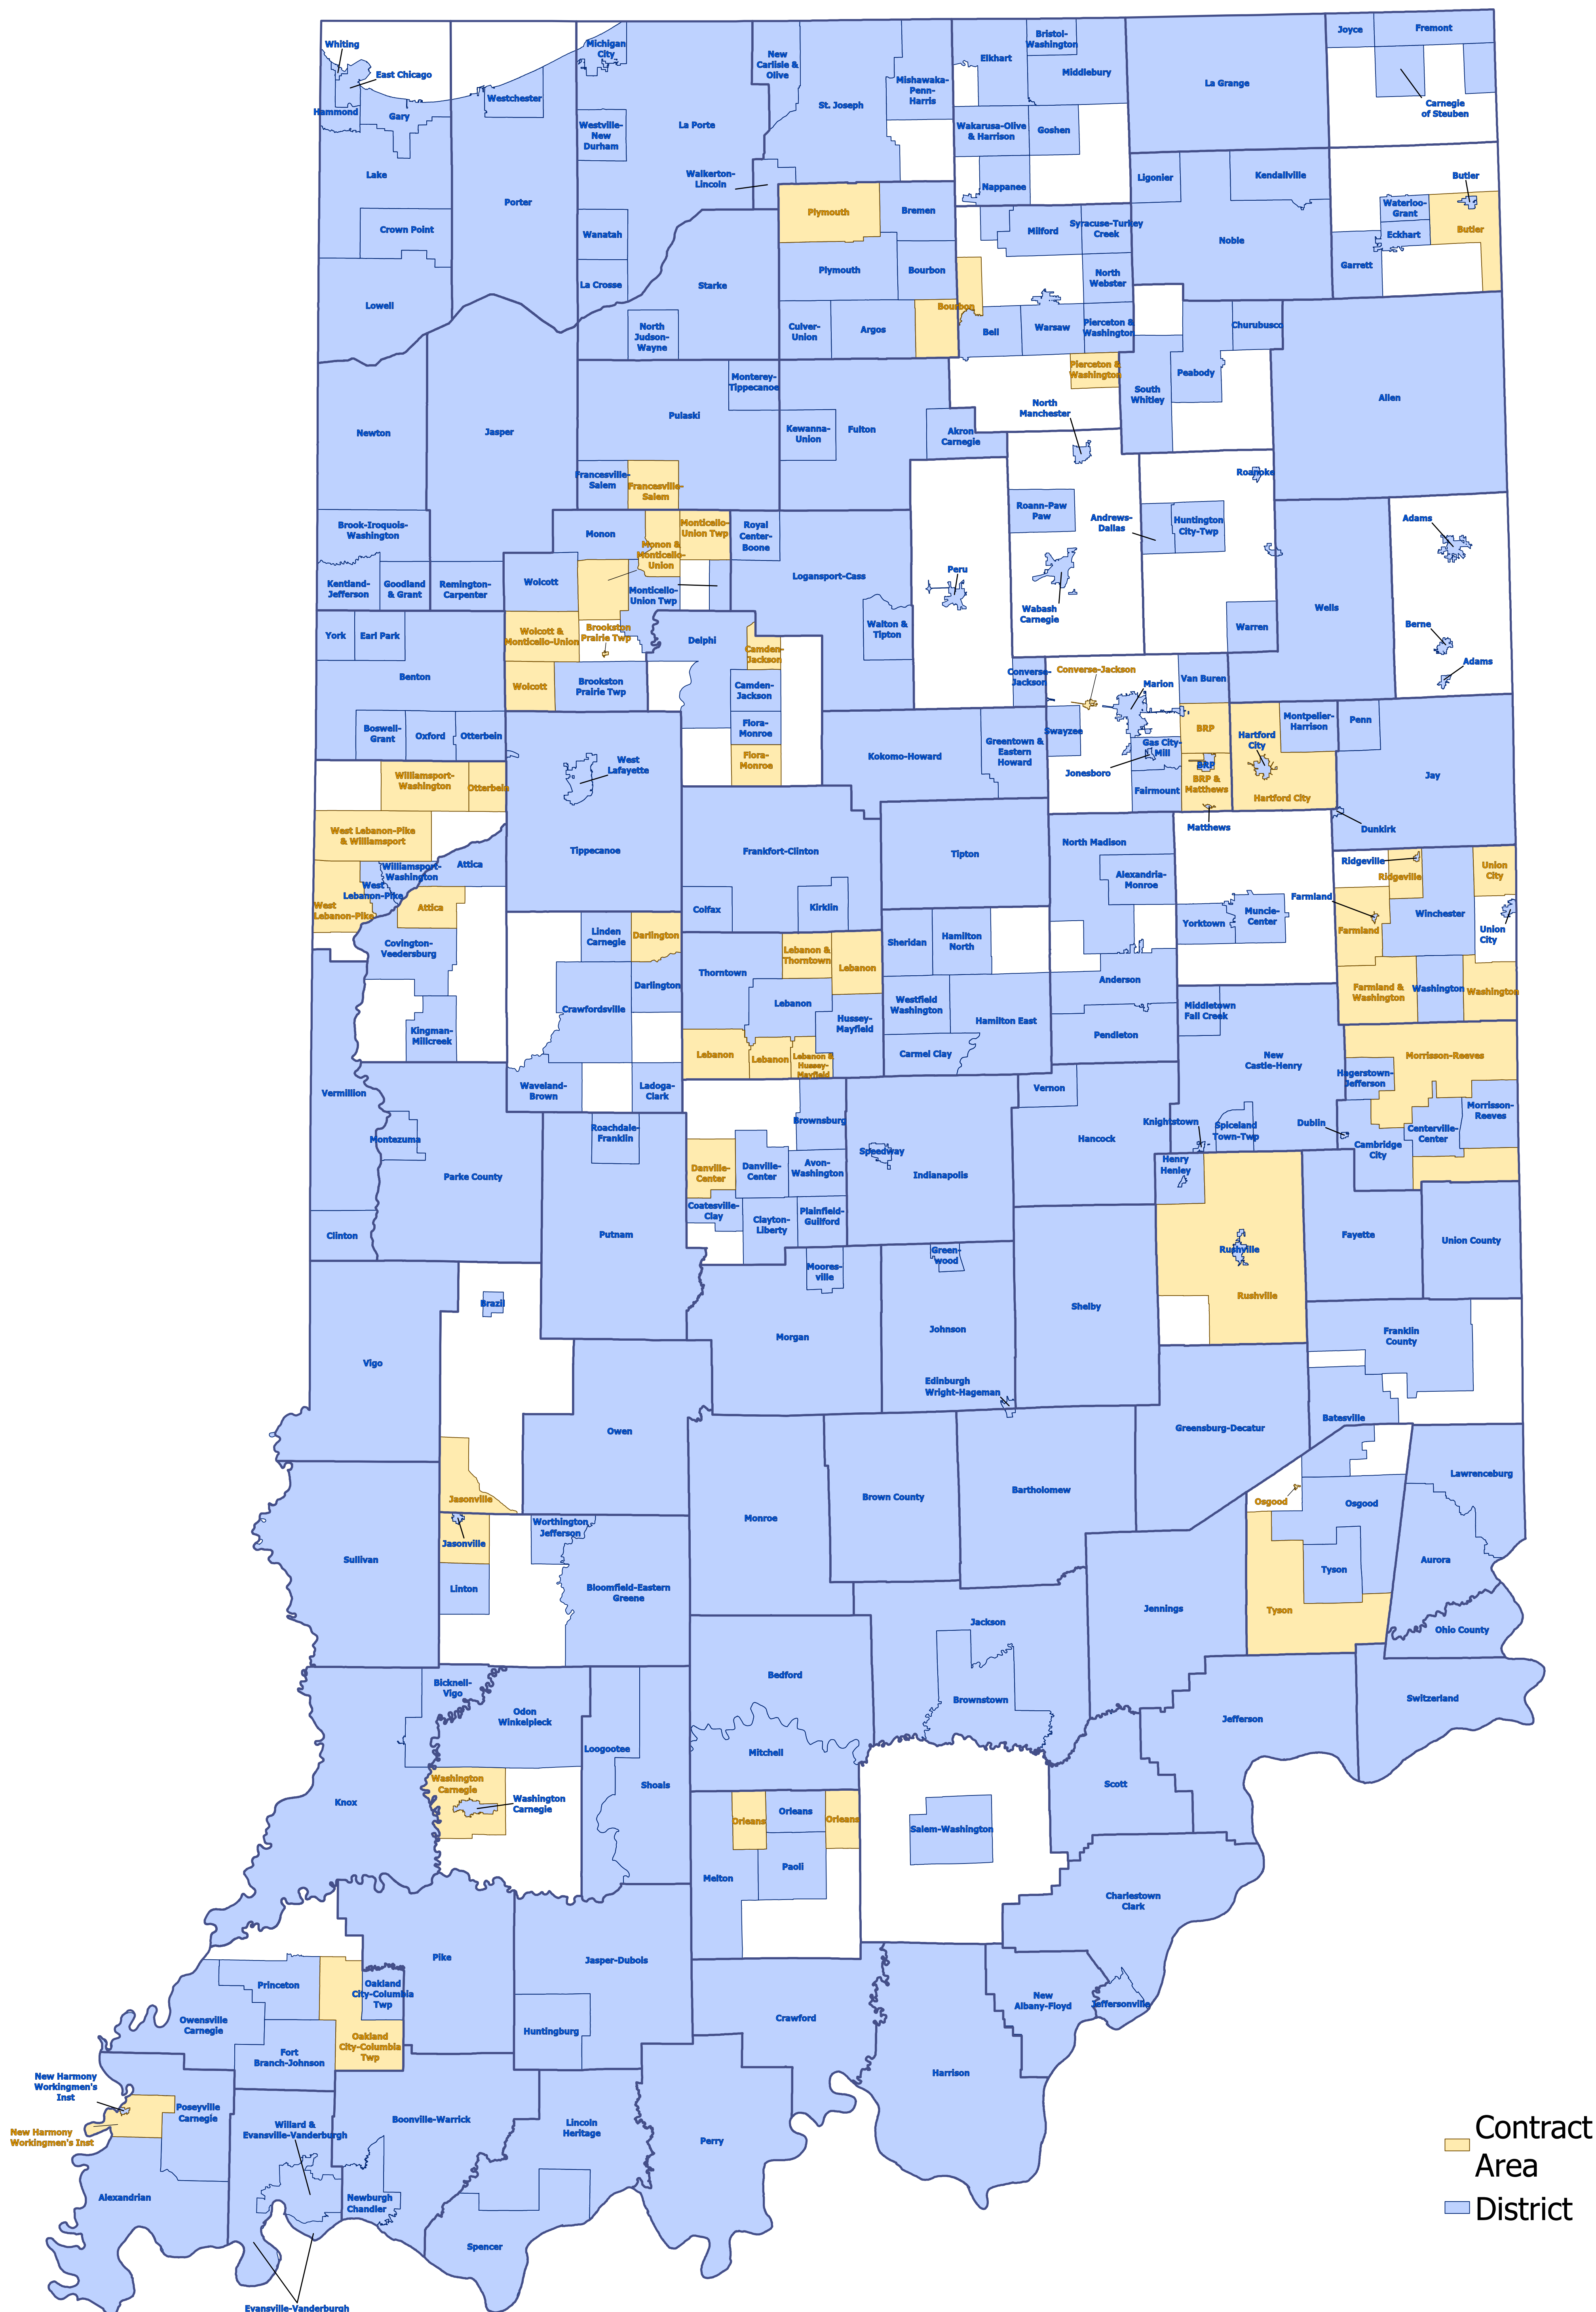 Whiting
East Chicago
Hammond
Gary
Lake
Crown Point
Lowell
Westchester
Porter
Michigan
City
Westville-
New
Durham
La Porte
Wanatah
La Crosse
New
Carlisle &
Olive
St. Joseph
Mishawaka-
Penn-
Harris
Walkerton-
Lincoln
Elkhart
Bristol-
Washington
Middlebury
Wakarusa-Olive
& Harrison
Goshen
Nappanee
La Grange
Joyce
Fremont
Carnegie
of Steuben
Plymouth
Bremen
Plymouth
Bourbon
Culver-
Union
Argos
Bourbon
Starke
North
Judson-
Wayne
Milford
Syracuse-Turkey
Creek
North
Webster
Bell
Warsaw
Pierceton &
Washington
Pierceton &
Washington
Ligonier
Kendallville
Noble
Waterloo-
Grant
Butler
Eckhart
Butler
Garrett
Churubusco
Peabody
South
Whitley
Allen
Newton
Jasper
Pulaski
Monterey-
Tippecanoe
Francesville-
Salem
Francesville-
Salem
Kewanna-
Union
Fulton
Akron
Carnegie
North
Manchester
Roann-Paw
Paw
Wabash
Carnegie
Roanoke
Andrews-
Dallas
Huntington
City-Twp
Warren
Peru
Adams
Berne
Adams
Wells
Brook-Iroquois-
Washington
Kentland-
Jefferson
Goodland
& Grant
Remington-
Carpenter
Monon
Monticello-
Union Twp
Monon &
Monticello-
Union
Wolcott
Monticello-
Union Twp
Wolcott &
Monticello-Union
Brookston
Prairie Twp
Wolcott
Brookston
Prairie Twp
Royal
Center-
Boone
Logansport-Cass
Walton &
Tipton
Delphi
Camden-
Jackson
Camden-
Jackson
Flora-
Monroe
Flora-
Monroe
York
Earl Park
Benton
Boswell-
Grant
Oxford
Otterbein
Converse-
Jackson
Converse-Jackson
Marion
Van Buren
Swayzee
Gas City-
Mill
BRP
Jonesboro
BRP
BRP &
Matthews
Fairmount
Matthews
Hartford
City
Hartford City
Montpelier-
Harrison
Penn
Jay
Dunkirk
Kokomo-Howard
Greentown &
Eastern
Howard
Williamsport-
Washington
Otterbein
West Lebanon-Pike
& Williamsport
Williamsport-
Washington
West
Lebanon-Pike
West
Lebanon-Pike
West
Lafayette
Tippecanoe
Frankfort-Clinton
Colfax
Kirklin
Tipton
North Madison
Alexandria-
Monroe
Anderson
Pendleton
Yorktown
Muncie-
Center
Ridgeville
Ridgeville
Union
City
Farmland
Farmland
Winchester
Union
City
Farmland &
Washington
Washington
Washington
Attica
Attica
Covington-
Veedersburg
Kingman-
Millcreek
Linden
Carnegie
Darlington
Crawfordsville
Darlington
Waveland-
Brown
Ladoga-
Clark
Thorntown
Lebanon &
Thorntown
Lebanon
Lebanon
Hussey-
Mayfield
Lebanon
Lebanon
Lebanon &
Hussey-
Mayfield
Sheridan
Hamilton
North
Westfield
Washington
Hamilton East
Carmel Clay
Middletown
Fall Creek
New
Castle-Henry
Knightstown
Spiceland
Town-Twp
Morrisson-Reeves
Hagerstown-
Jefferson
Dublin
Cambridge
City
Centerville-
Center
Morrisson-
Reeves
Vermillion
Clinton
Montezuma
Parke County
Roachdale-
Franklin
Putnam
Brownsburg
Danville-
Center
Danville-
Center
Avon-
Washington
Coatesville-
Clay
Clayton-
Liberty
Plainfield-
Guilford
Speedway
Indianapolis
Vernon
Hancock
Henry
Henley
Rushville
Rushville
Fayette
Union County
Brazil
Vigo
Moores-
ville
Morgan
Green-
wood
Johnson
Edinburgh
Wright-Hageman
Shelby
Franklin
County
Batesville
Greensburg-Decatur
Owen
Jasonville
Monroe
Brown County
Bartholomew
Osgood
Osgood
Tyson
Tyson
Lawrenceburg
Aurora
Ohio County
Sullivan
Jasonville
Linton
Worthington
Jefferson
Bloomfield-Eastern
Greene
Jackson
Brownstown
Jennings
Jefferson
Switzerland
Bicknell-
Vigo
Knox
Odon
Winkelpleck
Washington
Carnegie
Washington
Carnegie
Loogootee
Shoals
Bedford
Mitchell
Orleans
Orleans
Orleans
Melton
Paoli
Salem-Washington
Scott
Charlestown
Clark
Pike
Jasper-Dubois
Huntingburg
Princeton
Oakland
City-Columbia
Twp
Owensville
Carnegie
Fort
Branch-Johnson
Oakland
City-Columbia
Twp
Crawford
New
Albany-Floyd
Jeffersonville
Harrison
New Harmony
Workingmen's
Inst
New Harmony
Workingmen's Inst
Poseyville
Carnegie
Alexandrian
Willard &
Evansville-Vanderburgh
Boonville-Warrick
Newburgh
Chandler
Lincoln
Heritage
Perry
Spencer
Evansville-Vanderburgh
Contract
Area
District